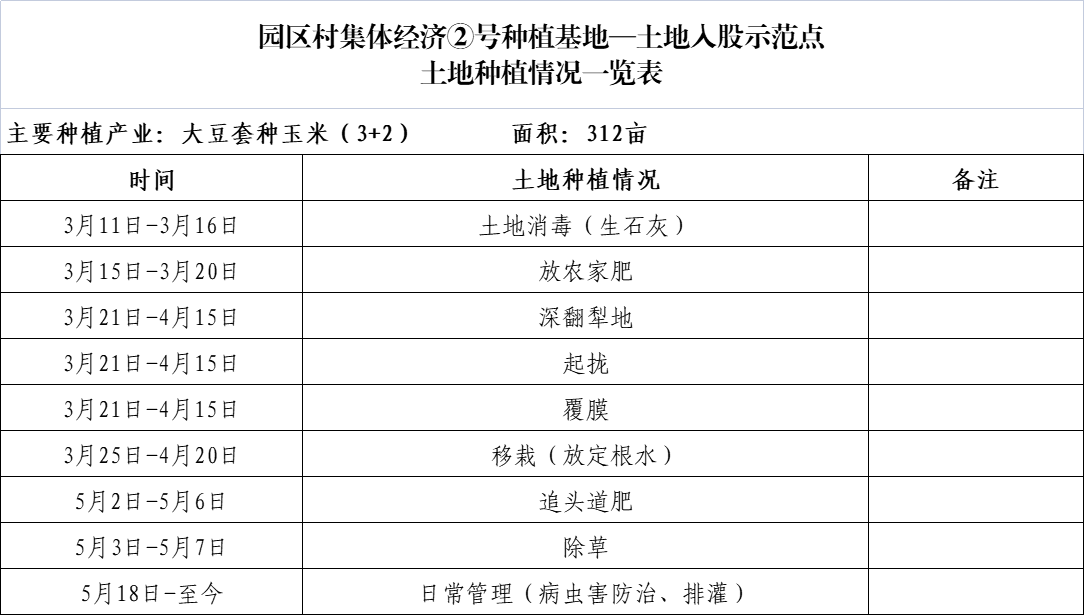 园区村集体经济②号种植基地—土地入股示范点
土地种植情况一览表
主要种植产业：大豆套种玉米（3+2） 面积：312亩
时间 土地种植情况 备注
3月11日-3月16日 土地消毒（生石灰）
3月15日-3月20日 放农家肥
3月21日-4月15日 深翻犁地
3月21日-4月15日 起拢
3月21日-4月15日 覆膜
3月25日-4月20日 移栽（放定根水）
5月2日-5月6日 追头道肥
5月3日-5月7日 除草
5月18日-至今 日常管理（病虫害防治、排灌）